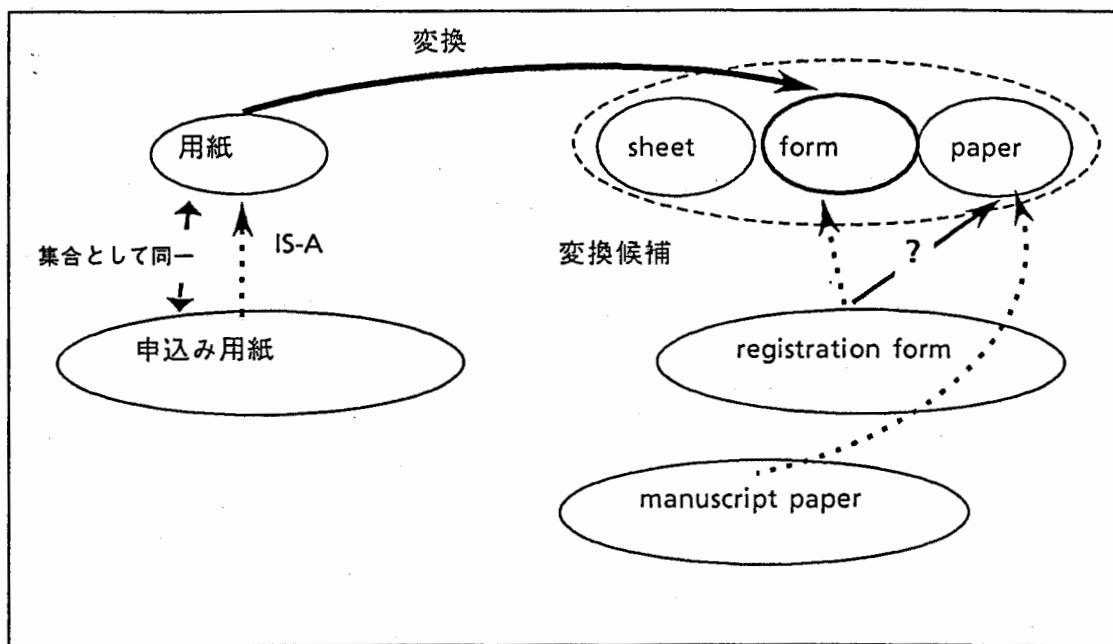 変換
用紙
sheet
form
paper
集合として同一
IS-A
変換候補
?
申込み用紙
registration form
manuscript paper